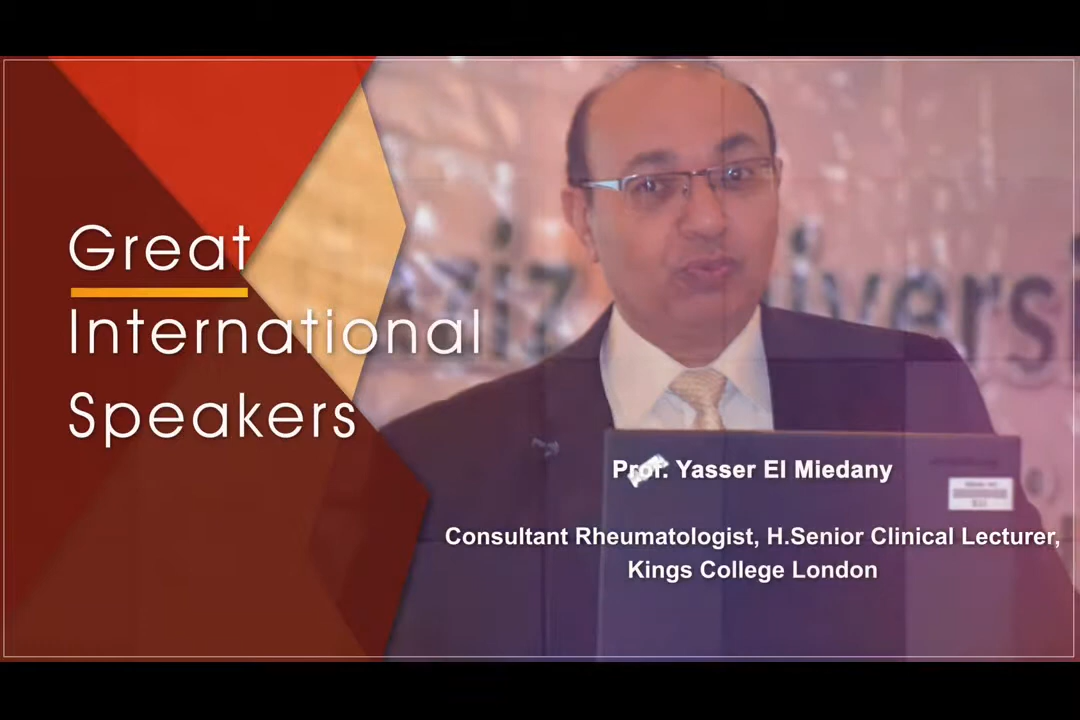 Great
International
Speakers
Prof. Yasser El Miedany
Consultant Rheumatologist, H.Senior Clinical Lecturer,
Kings College London